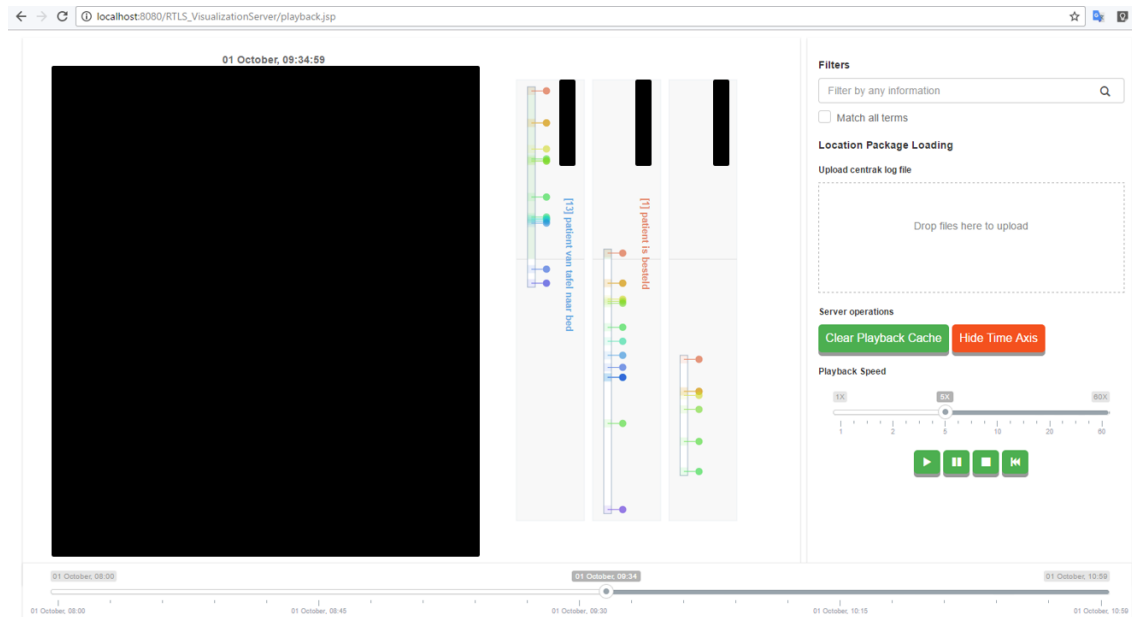 localhost:8080/RTLS_VisualizationServer/playback.jsp
01 October, 09:34:59
[13] patient van tafel naar bed
[1] patient is besteld
Filters
Filter by any information
Match all terms
Location Package Loading
Upload centrak log file
Drop files here to upload
Server operations
Clear Playback Cache
Hide Time Axis
Playback Speed
1X
5X
60X
1
2
5
10
20
60
01 October, 08:00
01 October, 09:34
01 October, 10:59
01 October, 08:00
01 October, 08:45
01 October, 09:30
01 October, 10:15
01 October, 10:59